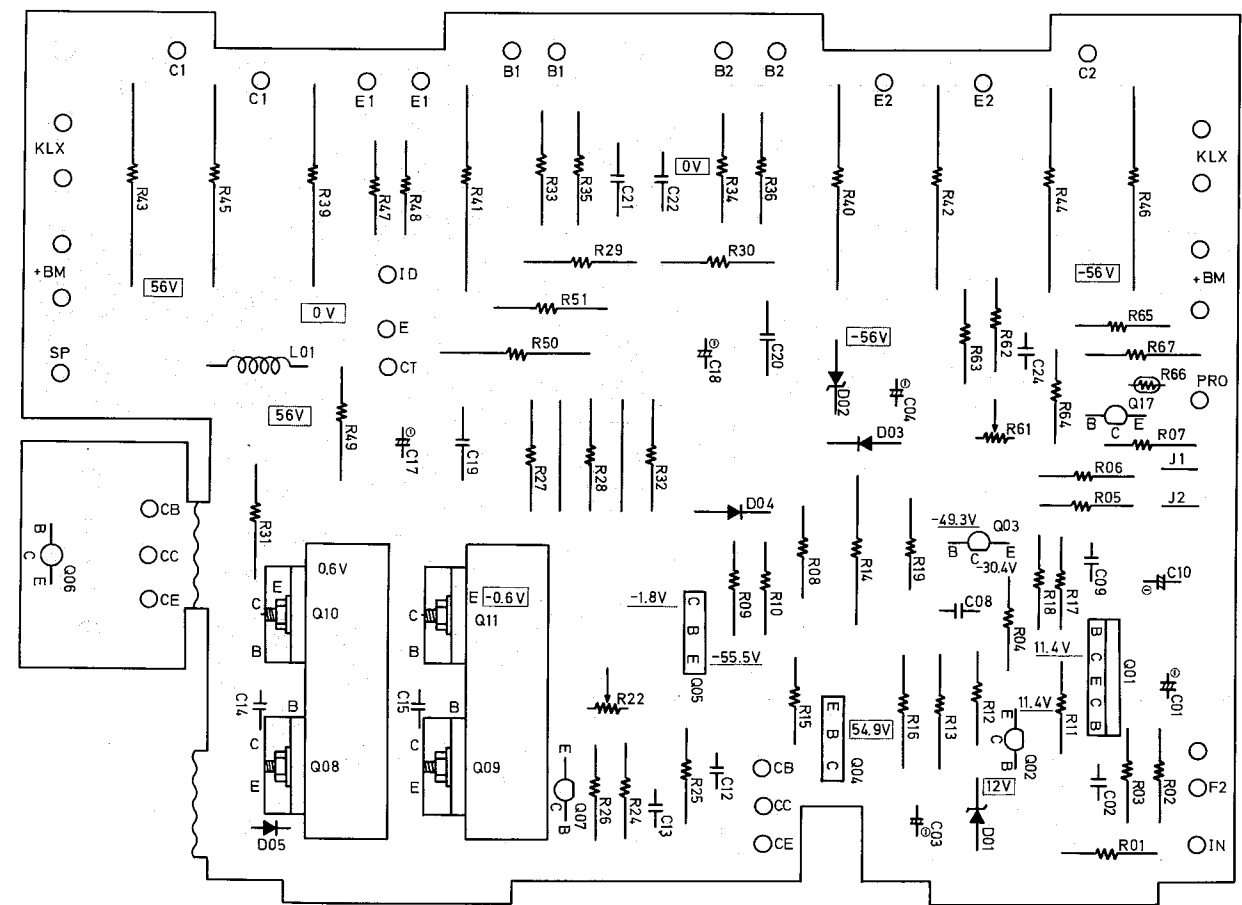 C1
C1
E1
E1
B1
B1
B2
B2
E2
E2
C2
KLX
KLX
R43
R45
R39
R47
R48
R41
R33
R35
C21
C22
0V
R34
R36
R40
R42
R44
R46
R29
R30
+BM
56V
ID
-56V
+BM
0V
R51
E
R50
SP
L01
CT
C18
C20
-56V
R63
R62
C24
R65
R67
R66
PRO
D02
C04
R64
B
C
E
Q17
56V
R49
C17
C19
R27
R28
R32
D03
R61
R07
R06
J1
R05
J2
R31
CB
CC
CE
B
C
E
Q06
D04
-49.3V
Q03
B
C
E
-30.4V
R09
R10
R08
R14
R19
R18
R17
C09
C10
C08
R04
0,6V
E
C
B
Q10
E
-0.6V
C
B
Q11
-1.8V
C
B
E
-55.5V
Q05
11.4V
B
C
E
C
B
Q01
C01
11.4V
R11
C14
B
C
E
Q08
C15
B
C
E
Q09
R22
R15
E
B
C
54.9V
Q04
R16
R13
R12
E
C
B
Q02
E
C
B
Q07
R26
R24
C13
R25
C12
CB
CC
CE
12V
C03
D01
C02
R03
R02
F2
IN
R01
D05